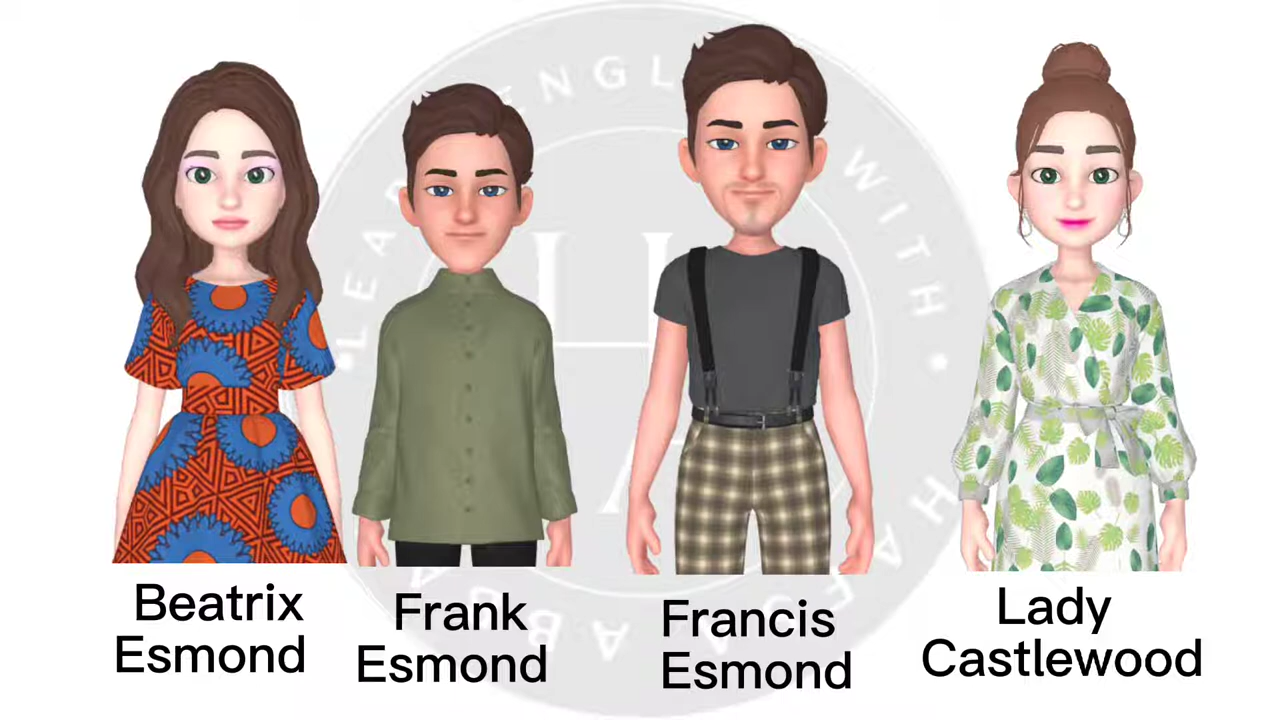 Beatrix
Esmond
Frank
Esmond
Francis
Esmond
Lady
Castlewood